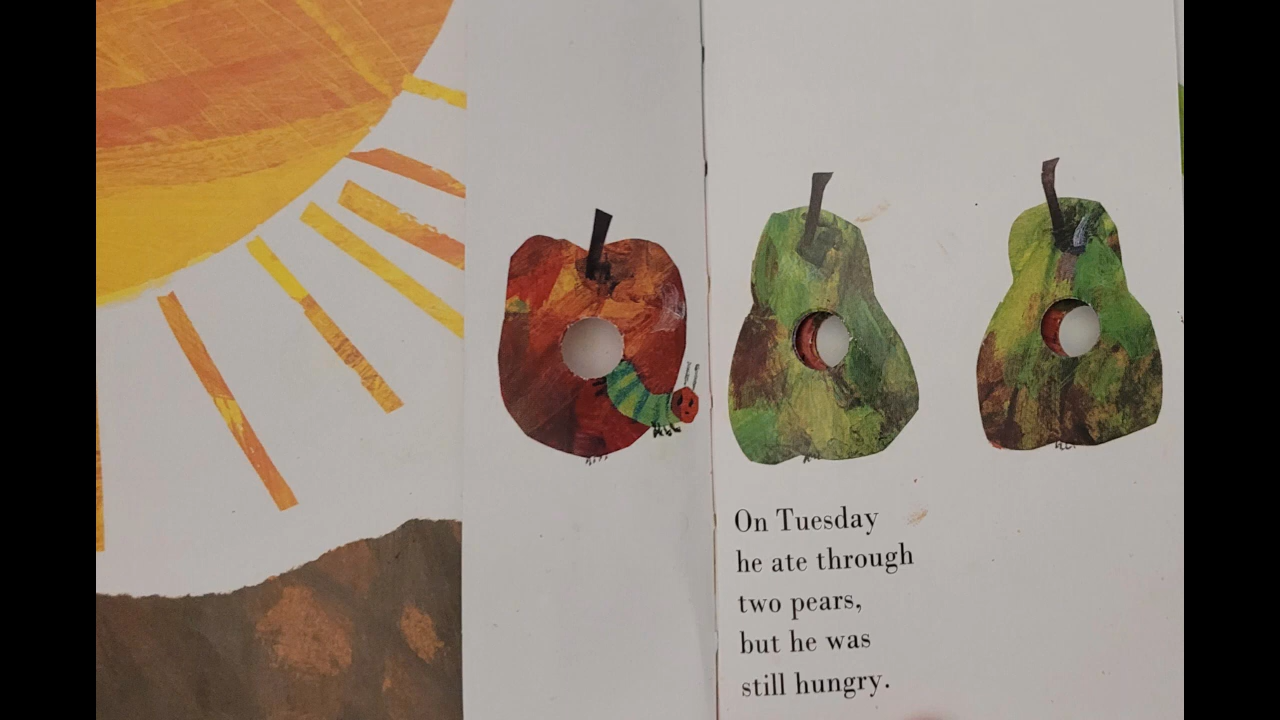 On Tuesday
he ate through
two pears,
but he was
still hungry.